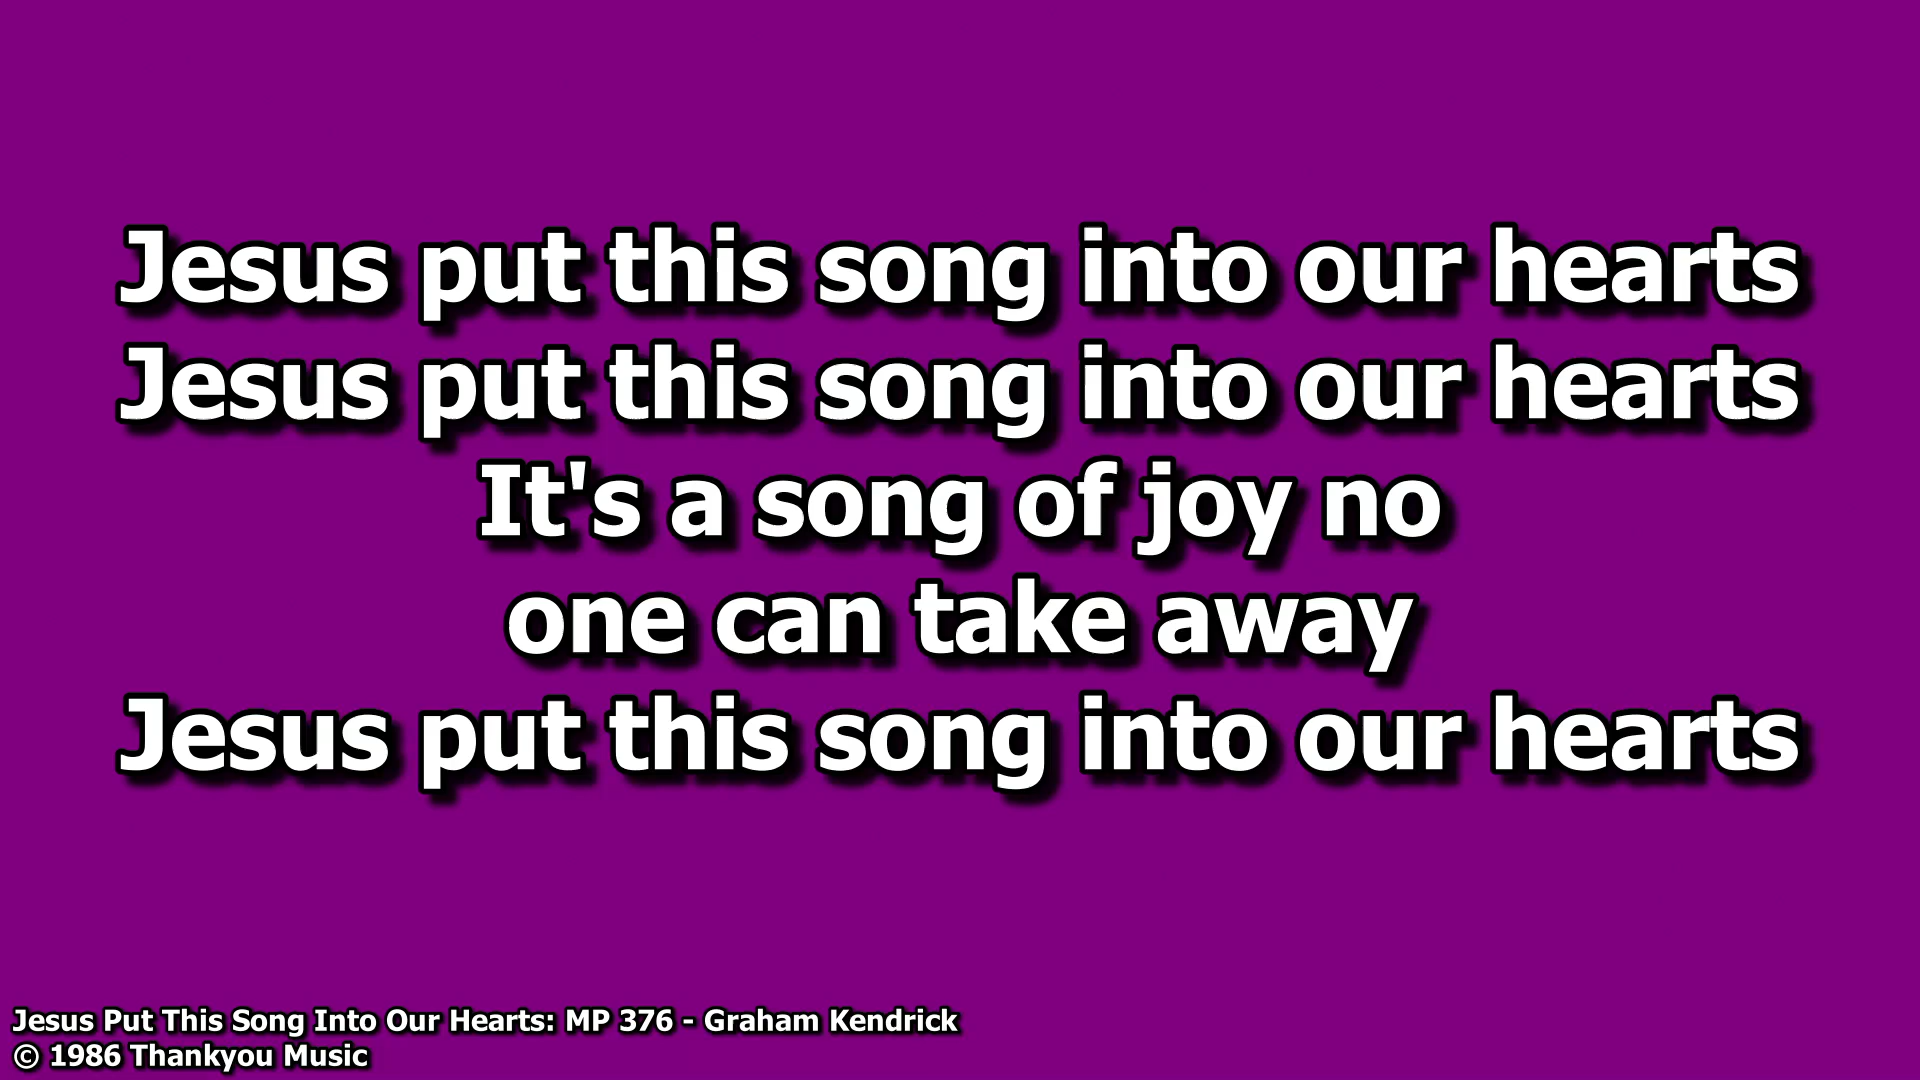 Jesus put this song into our hearts
Jesus put this song into our hearts
It's a song of joy no
one can take away
Jesus put this song into our hearts
Jesus Put This Song Into Our Hearts: MP 376 - Graham Kendrick
© 1986 Thankyou Music